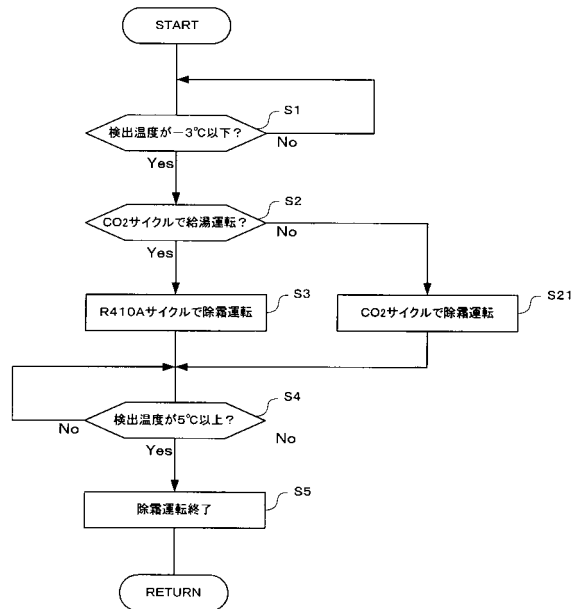 START
S1
検出温度が－3℃以下？
No
Yes
S2
CO2サイクルで給湯運転？
No
Yes
S3
R410Aサイクルで除霜運転
S21
CO2サイクルで除霜運転
S4
検出温度が5℃以上？
No
No
Yes
S5
除霜運転終了
RETURN